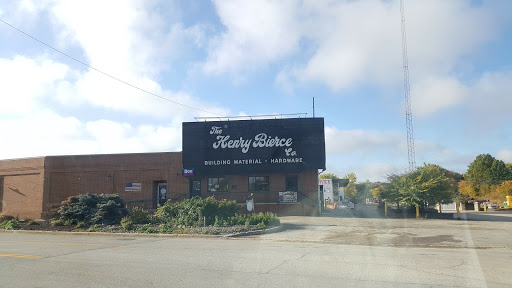 The
Henry Bierce
Co.
BUILDING MATERIAL • HARDWARE